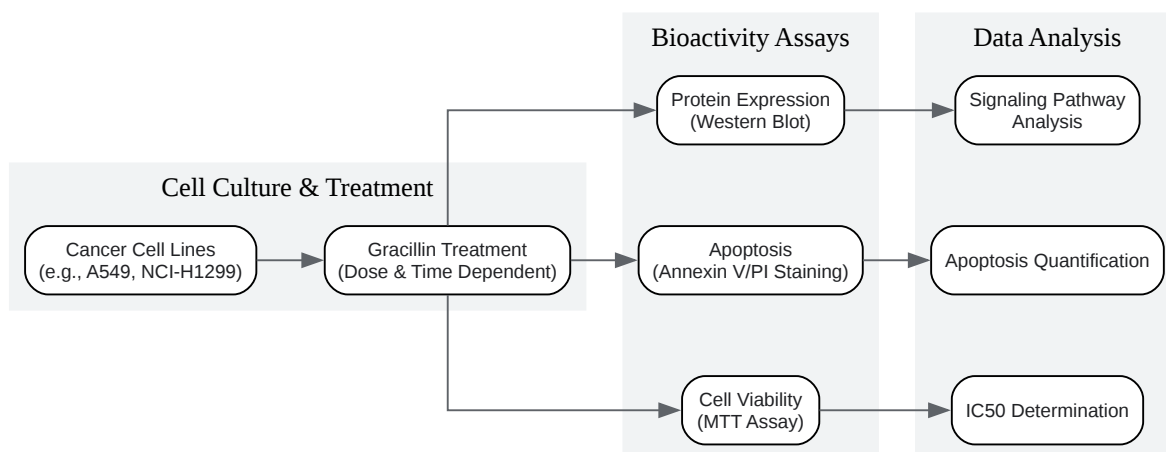 Bioactivity Assays
Data Analysis
Protein Expression
(Western Blot)
Signaling Pathway
Analysis
Cell Culture & Treatment
Cancer Cell Lines
(e.g., A549, NCI-H1299)
Gracillin Treatment
(Dose & Time Dependent)
Apoptosis
(Annexin V/PI Staining)
Apoptosis Quantification
Cell Viability
(MTT Assay)
IC50 Determination